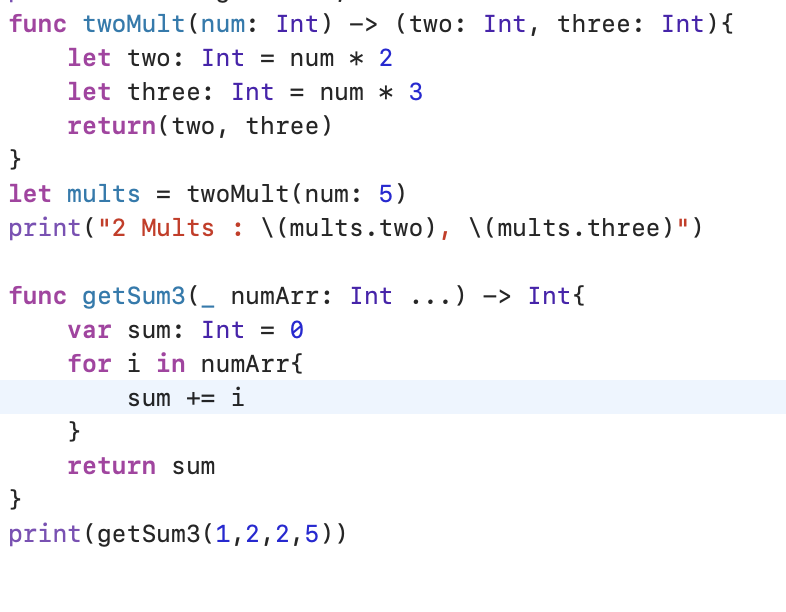 func twoMult(num: Int) -> (two: Int, three: Int){
    let two: Int = num * 2
    let three: Int = num * 3
    return(two, three)
}
let mults = twoMult(num: 5)
print("2 Mults : \(mults.two), \(mults.three)")

func getSum3(_ numArr: Int ...) -> Int{
    var sum: Int = 0
    for i in numArr{
        sum += i
    }
    return sum
}
print(getSum3(1,2,2,5))